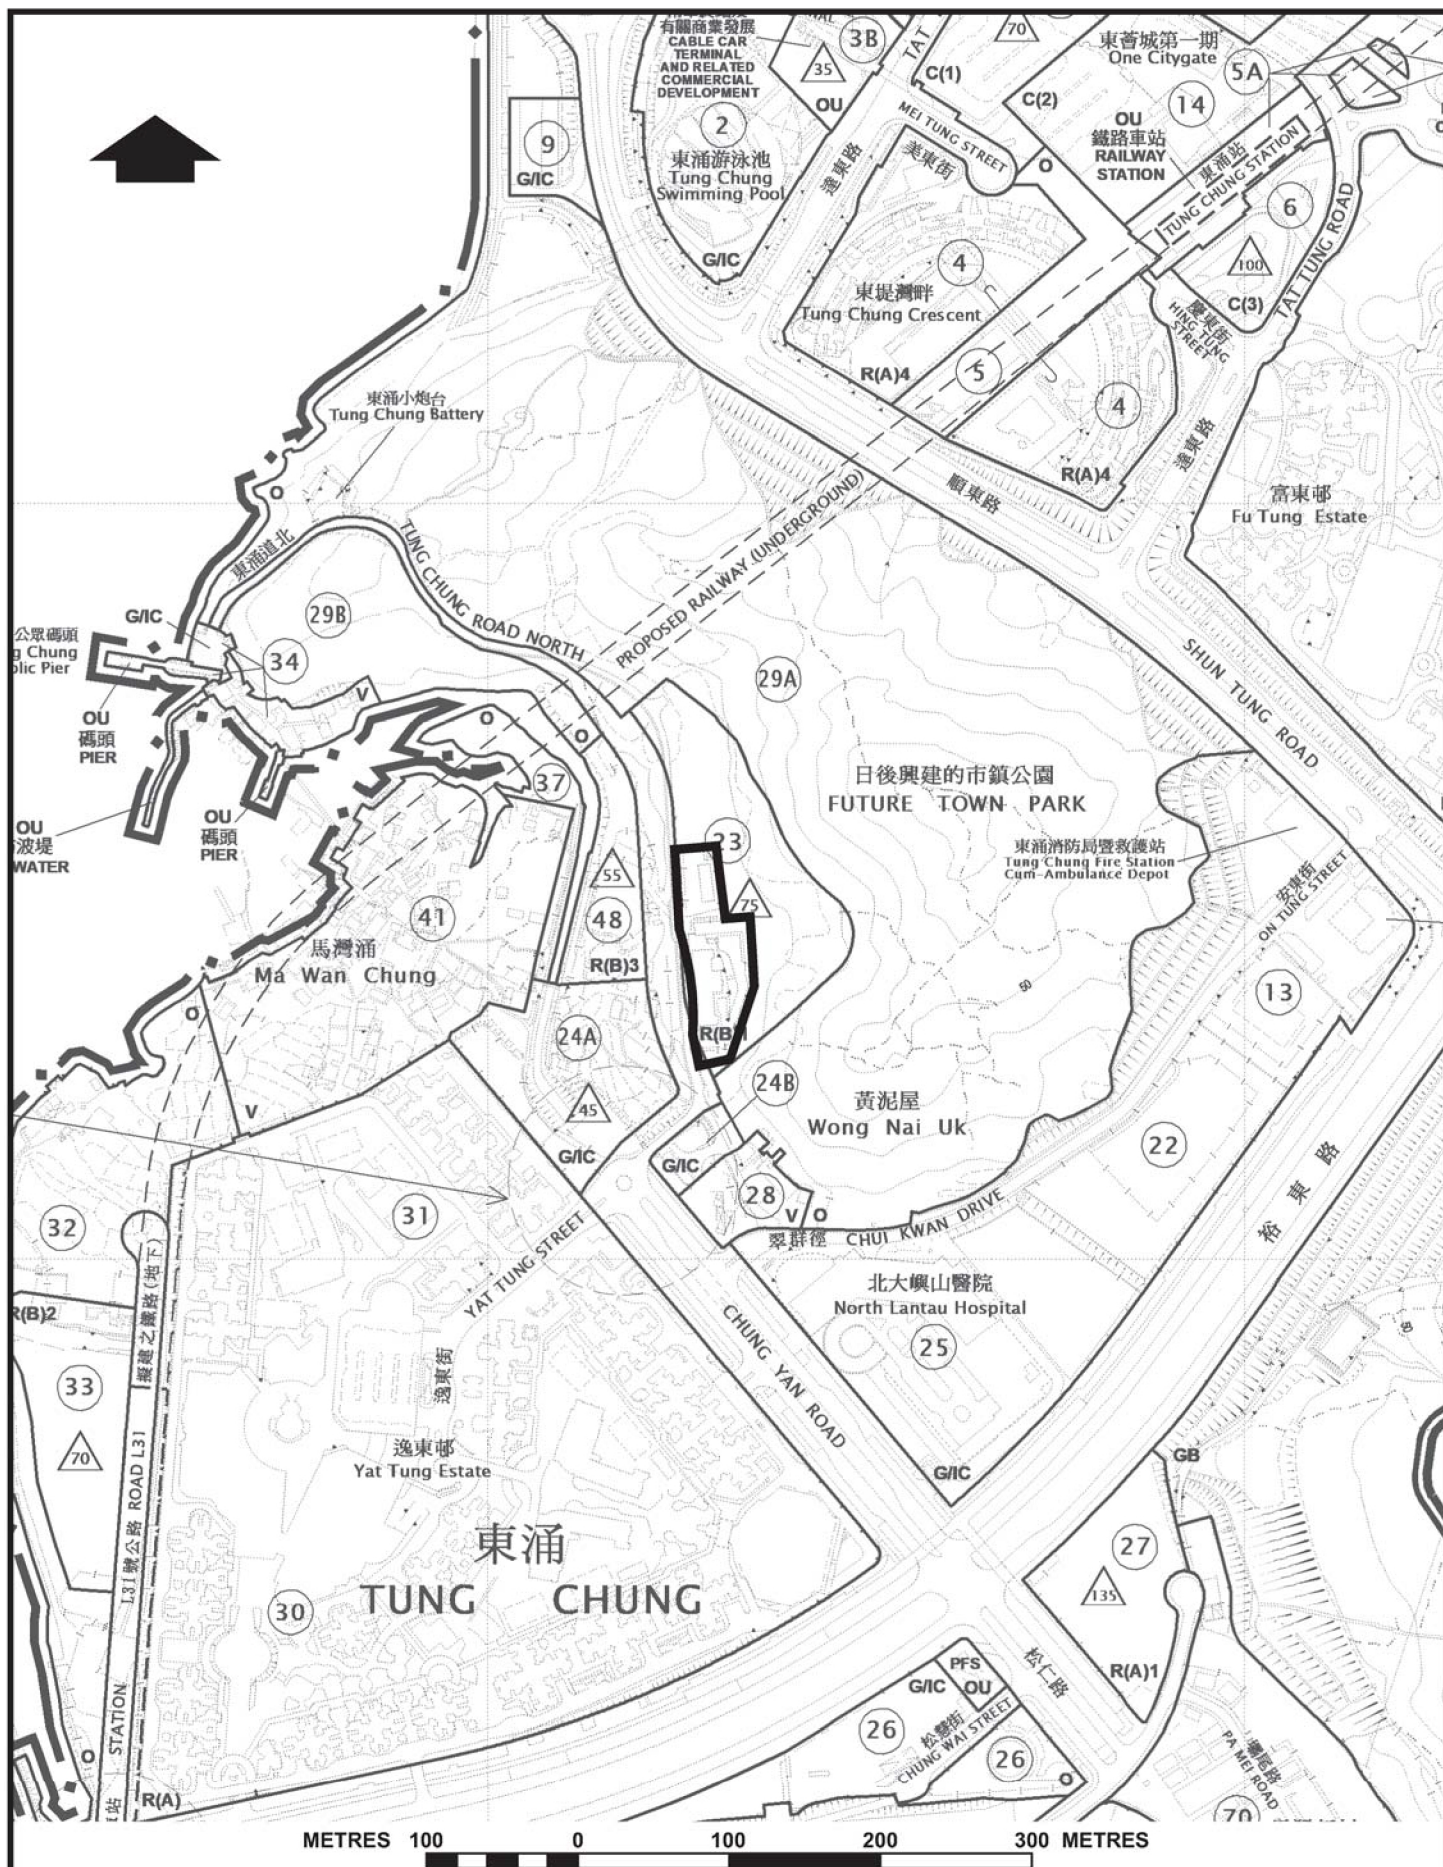 有關商業發展
CABLE CAR
TERMINAL
AND RELATED
COMMERCIAL
DEVELOPMENT
3B
35
OU
TAT
C(1)
70
東薈城第一期
One Citygate
5A
C(2)
14
OU
鐵路車站
RAILWAY
STATION
東涌站
TUNG CHUNG STATION
9
G/IC
2
東涌游泳池
Tung Chung
Swimming Pool
G/IC
達東路
MEI TUNG STREET
美東街
O
6
100
C(3)
TAT TUNG ROAD
4
東堤灣畔
Tung Chung Crescent
R(A)4
5
慶東街
HING TUNG
STREET
4
R(A)4
達東路
東涌小炮台
Tung Chung Battery
O
順東路
富東邨
Fu Tung Estate
東涌道北
TUNG CHUNG ROAD NORTH
PROPOSED RAILWAY (UNDERGROUND)
G/IC
29B
公眾碼頭
g Chung
blic Pier
34
29A
SHUN TUNG ROAD
V
OU
碼頭
PIER
O
O
37
日後興建的市鎮公園
FUTURE TOWN PARK
OU
波堤
WATER
OU
碼頭
PIER
23
東涌消防局暨救護站
Tung Chung Fire Station
Cum-Ambulance Depot
安東街
ON TUNG STREET
55
75
41
48
馬灣涌
Ma Wan Chung
R(B)3
50
13
O
24A
R(B)1
24B
45
黃泥屋
Wong Nai Uk
V
22
G/IC
G/IC
28
V
O
裕東路
32
31
YAT TUNG STREET
翠群徑
CHUI KWAN DRIVE
擬建之鐵路(地下)
R(B)2
北大嶼山醫院
North Lantau Hospital
25
CHUNG YAN ROAD
50
逸東街
33
70
逸東邨
Yat Tung Estate
L31號公路 ROAD L31
G/IC
GB
東涌
TUNG CHUNG
27
135
30
R(A)1
PFS
OU
G/IC
松仁路
26
松慧街
CHUNG WAI STREET
26
O
壩尾路
PA MEI ROAD
70
O
站 STATION
R(A)
METRES 100 0 100 200 300 METRES